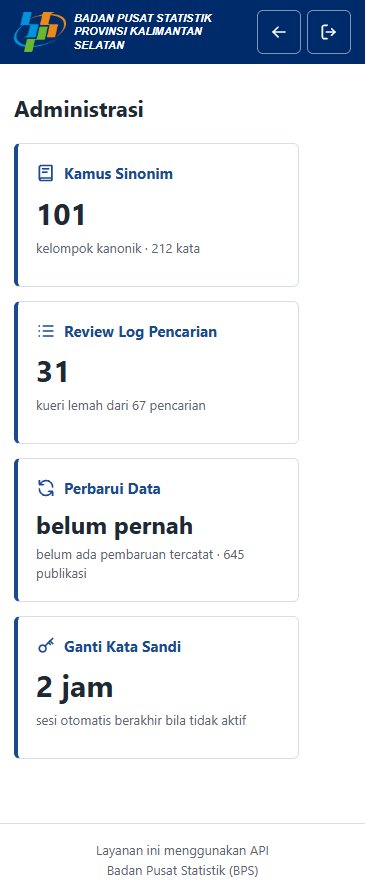 BADAN PUSAT STATISTIK
PROVINSI KALIMANTAN
SELATAN
Administrasi
Kamus Sinonim
101
kelompok kanonik · 212 kata
Review Log Pencarian
31
kueri lemah dari 67 pencarian
Perbarui Data
belum pernah
belum ada pembaruan tercatat · 645
publikasi
Ganti Kata Sandi
2 jam
sesi otomatis berakhir bila tidak aktif
Layanan ini menggunakan API
Badan Pusat Statistik (BPS)